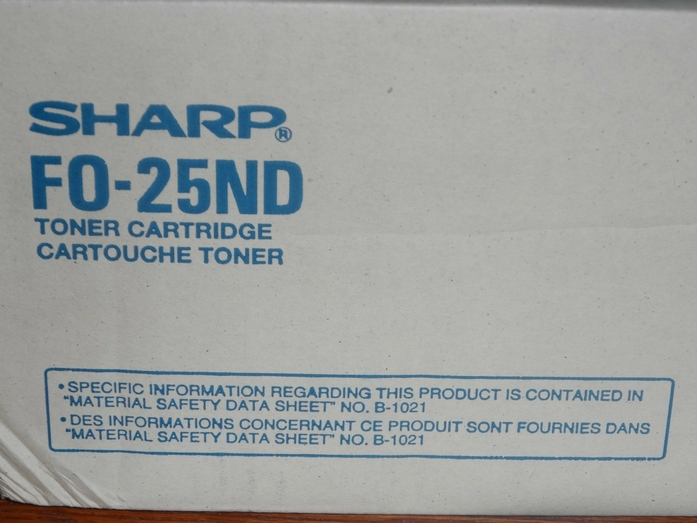 SHARP®
FO-25ND
TONER CARTRIDGE
CARTOUCHE TONER
• SPECIFIC INFORMATION REGARDING THIS PRODUCT IS CONTAINED IN
"MATERIAL SAFETY DATA SHEET" NO. B-1021
• DES INFORMATIONS CONCERNANT CE PRODUIT SONT FOURNIES DANS
"MATERIAL SAFETY DATA SHEET" NO. B-1021